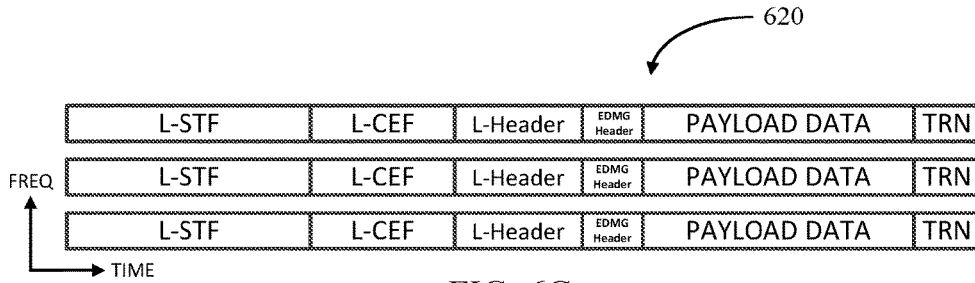 620
L-STF L-CEF L-Header EDMG Header PAYLOAD DATA TRN
L-STF L-CEF L-Header EDMG Header PAYLOAD DATA TRN
FREQ
L-STF L-CEF L-Header EDMG Header PAYLOAD DATA TRN
TIME